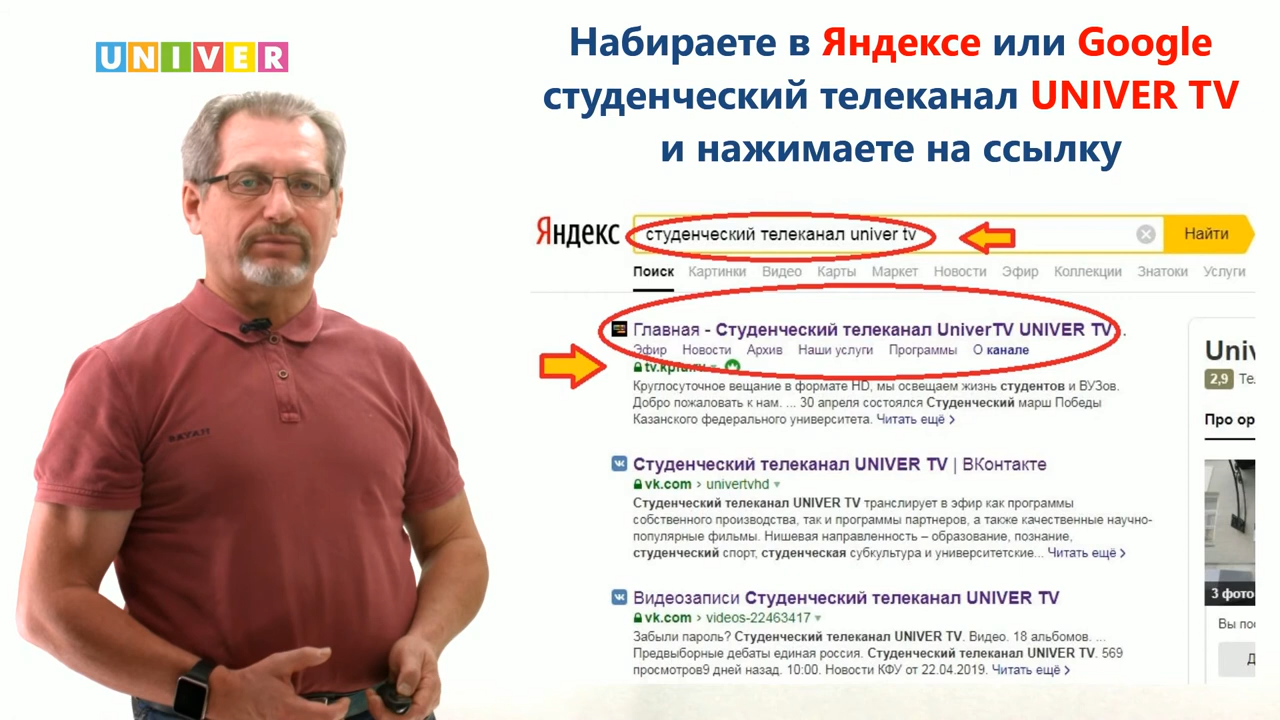 UNIVER
Набираете в Яндексе или Google
студенческий телеканал UNIVER TV
и нажимаете на ссылку
Яндекс
студенческий телеканал univer tv
Найти
Поиск Картинки Видео Карты Маркет Новости Эфир Коллекции Знатоки Услуги
Главная - Студенческий телеканал UniverTV UNIVER TV...
Эфир Новости Архив Наши услуги Программы О канале
tv.kpfu.ru
Круглосуточное вещание в формате HD, мы освещаем жизнь студентов и ВУЗов.
Добро пожаловать к нам. ... 30 апреля состоялся Студенческий марш Победы
Казанского федерального университета. Читать ещё >
Студенческий телеканал UNIVER TV | ВКонтакте
vk.com › univertvhd
Студенческий телеканал UNIVER TV транслирует в эфир как программы
собственного производства, так и программы партнеров, а также качественные научно-
популярные фильмы. Нишевая направленность – образование, познание,
студенческий спорт, студенческая субкультура и университетские... Читать ещё >
Видеозаписи Студенческий телеканал UNIVER TV
vk.com › videos-22463417
Забыли пароль? Студенческий телеканал UNIVER TV. Видео. 18 альбомов. ...
Предвыборные дебаты единая россия. Студенческий телеканал UNIVER TV. 569
просмотров9 дней назад. 10:00. Новости КФУ от 22.04.2019. Читать ещё >
Univ
2,9 Те
Про ор
3 фото
Вы по
Д